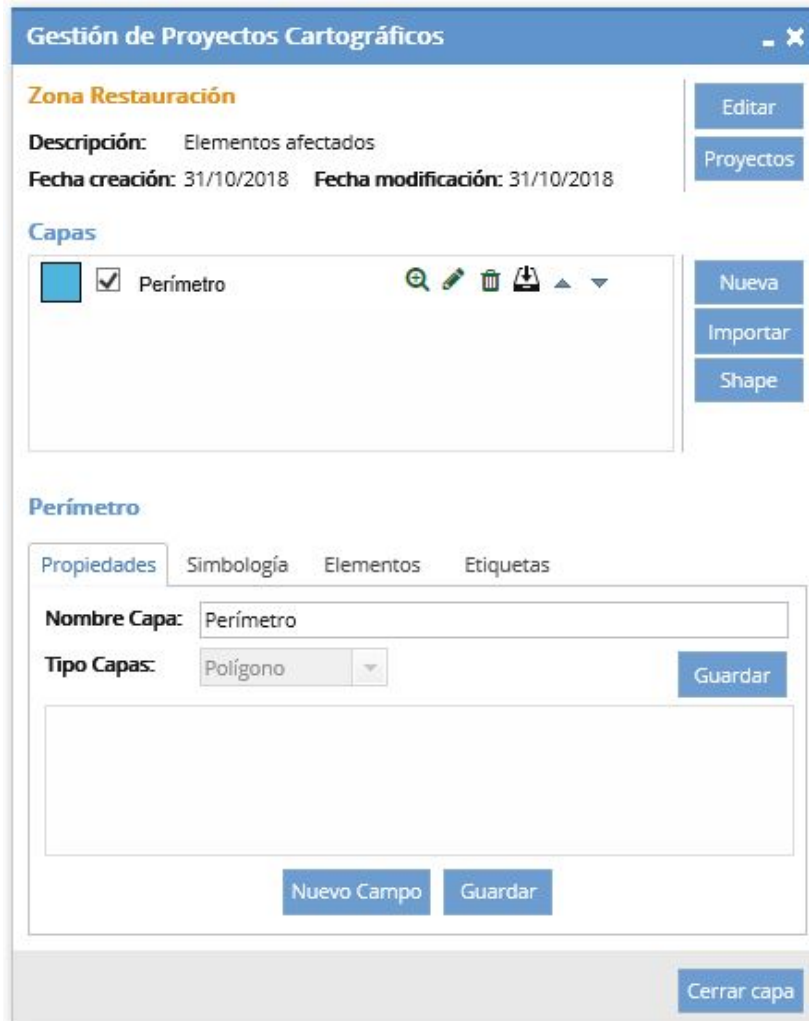 Gestión de Proyectos Cartográficos
Zona Restauración
Editar
Descripción: Elementos afectados
Proyectos
Fecha creación: 31/10/2018 Fecha modificación: 31/10/2018
Capas
Perímetro
Nueva
Importar
Shape
Perímetro
Propiedades Simbología Elementos Etiquetas
Nombre Capa: Perímetro
Tipo Capas: Polígono
Guardar
Nuevo Campo Guardar
Cerrar capa